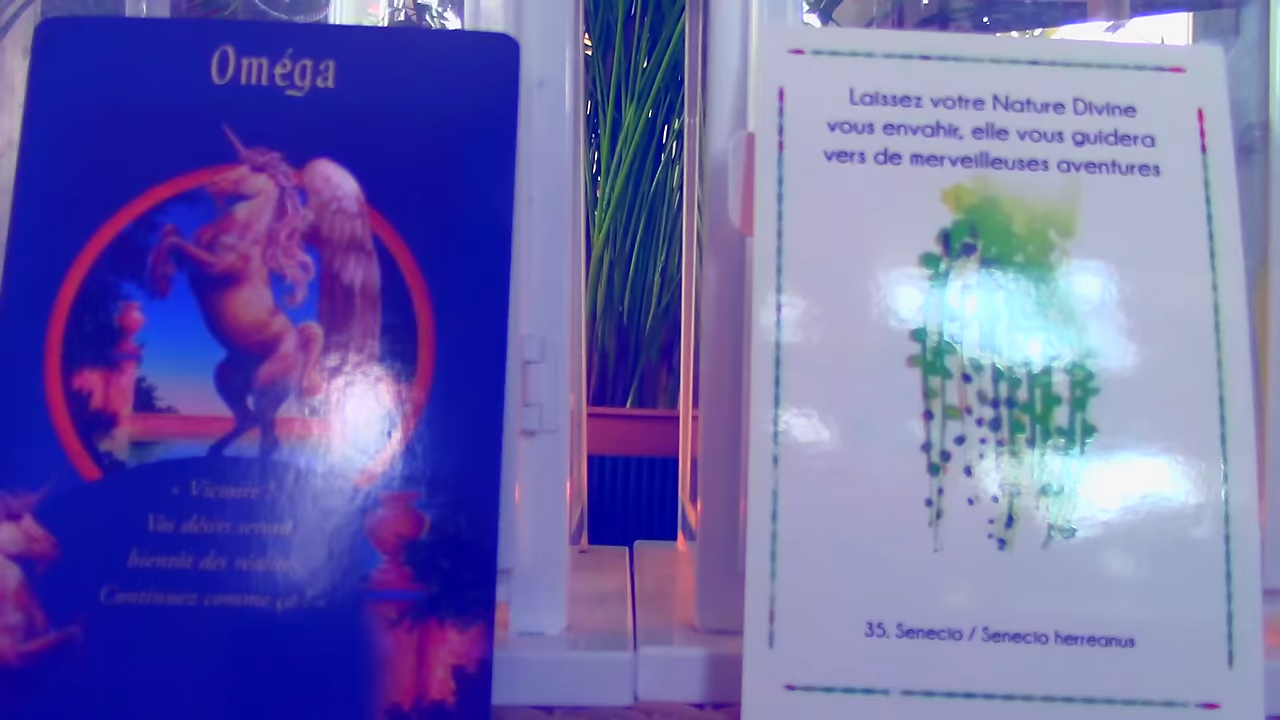 Oméga
« Victoire !
Vos désirs seront
bientôt des réalités.
Continuez comme ça ! »
Laissez votre Nature Divine
vous envahir, elle vous guidera
vers de merveilleuses aventures
35. Senecio / Senecio herreanus